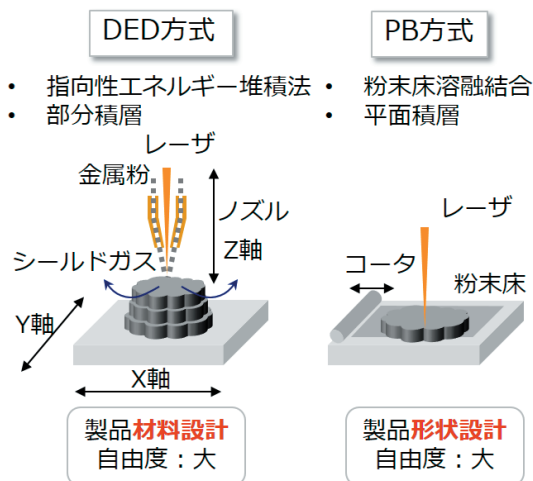 DED方式
• 指向性エネルギー堆積法
• 部分積層
レーザ
金属粉
ノズル
Z軸
シールドガス
Y軸
X軸
製品材料設計
自由度：大
PB方式
• 粉末床溶融結合
• 平面積層
レーザ
コータ
粉末床
製品形状設計
自由度：大